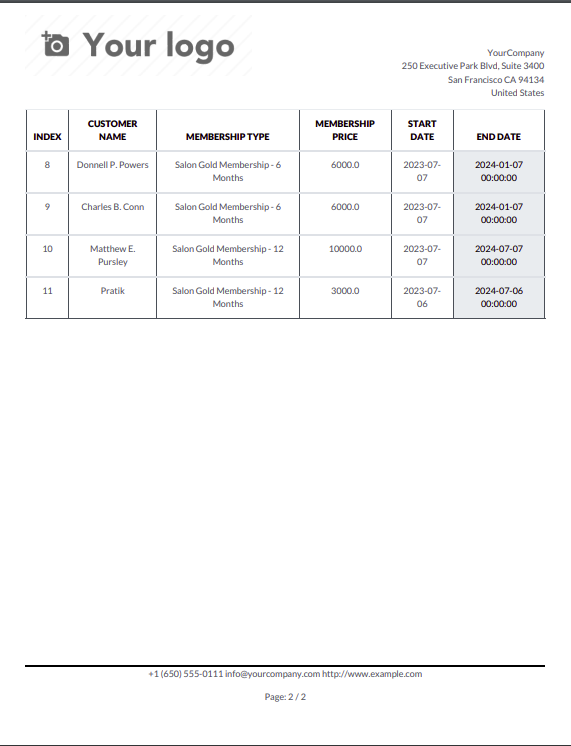 Your logo
YourCompany
250 Executive Park Blvd, Suite 3400
San Francisco CA 94134
United States
INDEX CUSTOMER NAME MEMBERSHIP TYPE MEMBERSHIP PRICE START DATE END DATE
8 Donnell P. Powers Salon Gold Membership - 6 Months 6000.0 2023-07-07 2024-01-07 00:00:00
9 Charles B. Conn Salon Gold Membership - 6 Months 6000.0 2023-07-07 2024-01-07 00:00:00
10 Matthew E. Pursley Salon Gold Membership - 12 Months 10000.0 2023-07-07 2024-07-07 00:00:00
11 Pratik Salon Gold Membership - 12 Months 3000.0 2023-07-06 2024-07-06 00:00:00
+1 (650) 555-0111 info@yourcompany.com http://www.example.com
Page: 2 / 2